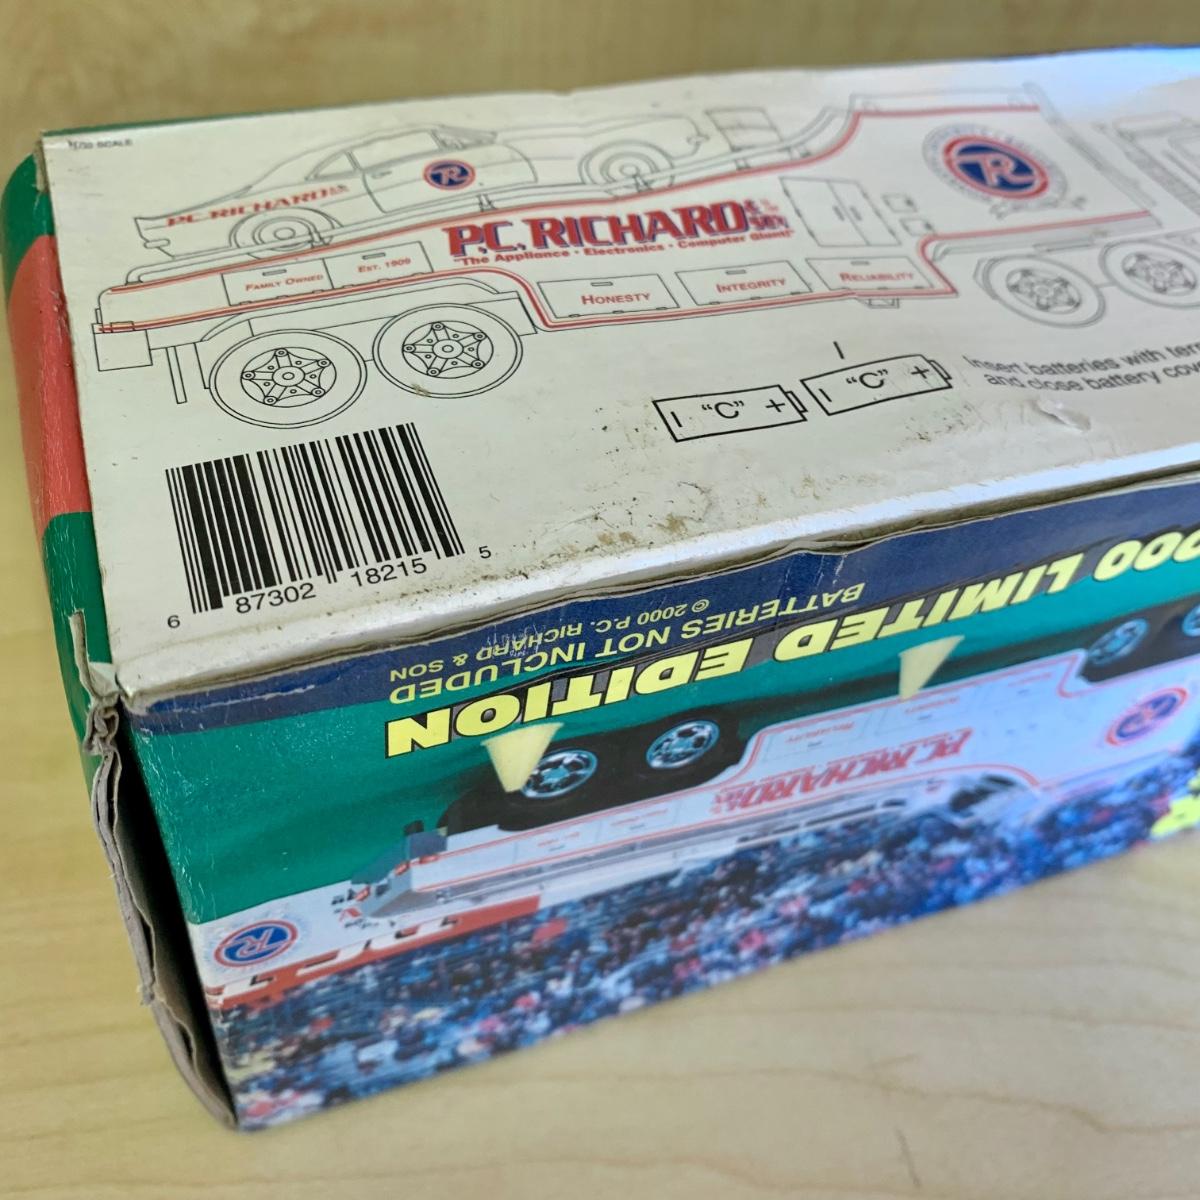 1/32 SCALE
P.C. RICHARD & SON
R
P.C. RICHARD & SON
"The Appliance • Electronics • Computer Giant!"
FAMILY OWNED
EST. 1909
HONESTY
INTEGRITY
RELIABILITY
R
"C" +
"C" +
Insert batteries with
and close battery
6 87302 18215 5
2000 LIMITED EDITION
BATTERIES NOT INCLUDED
© 2000 P.C. RICHARD & SON
P.C. RICHARD & SON
R
R